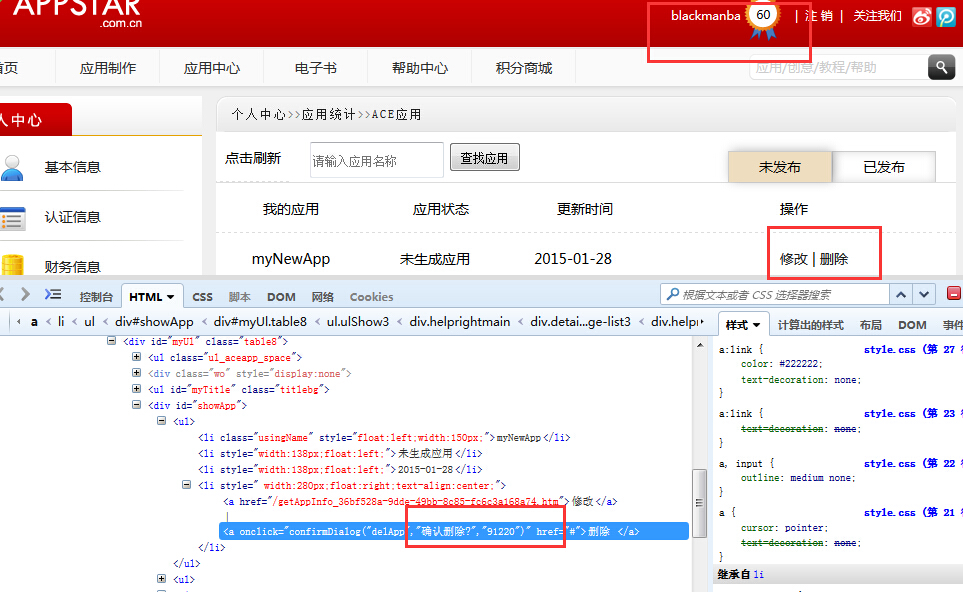 APPSTAR
.com.cn
blackmanba 60 | 注 销 | 关注我们
首页 应用制作 应用中心 电子书 帮助中心 积分商城 应用/创意/教程/帮助
人中心
个人中心>>应用统计>>ACE应用
基本信息
点击刷新 请输入应用名称 查找应用 未发布 已发布
认证信息
我的应用 应用状态 更新时间 操作
财务信息
myNewApp 未生成应用 2015-01-28 修改 | 删除
控制台 HTML CSS 脚本 DOM 网络 Cookies 根据文本或者 CSS 选择器搜索
a < li < ul < div#showApp < div#myUl.table8 < ul.ulShow3 < div.helprightmain < div.detai...ge-list3 < div.helpr
样式 计算出的样式 布局 DOM 事件
<div id="myUl" class="table8">
<ul class="ul_aceapp_space">
<div class="wo" style="display:none">
<ul id="myTitle" class="titlebg">
<div id="showApp">
<ul>
<li class="usingName" style="float:left;width:150px;">myNewApp</li>
<li style="width:138px;float:left;">未生成应用</li>
<li style="width:138px;float:left;">2015-01-28</li>
<li style=" width:280px;float:right;text-align:center;">
<a href="/getAppInfo_36bf528a-9dde-49bb-8c85-fc6c3a168a74.htm">修改</a>
|
<a onclick="confirmDialog("delApp","确认删除?","91220")" href="#">删除 </a>
</li>
</ul>
<ul>
a:link { style.css (第 27
color: #222222;
text-decoration: none;
}
a:link { style.css (第 23
text-decoration: none;
}
a, input { style.css (第 22
outline: medium none;
}
a { style.css (第 21
cursor: pointer;
text-decoration: none;
}
继承自 li